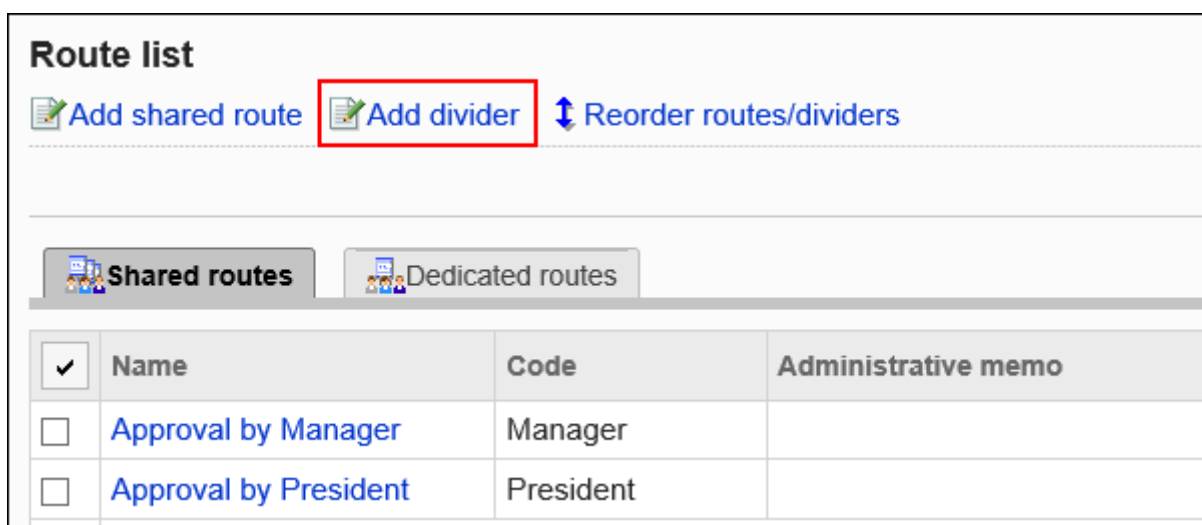 Route list
Add shared route Add divider Reorder routes/dividers
Shared routes Dedicated routes
Name Code Administrative memo
Approval by Manager Manager
Approval by President President